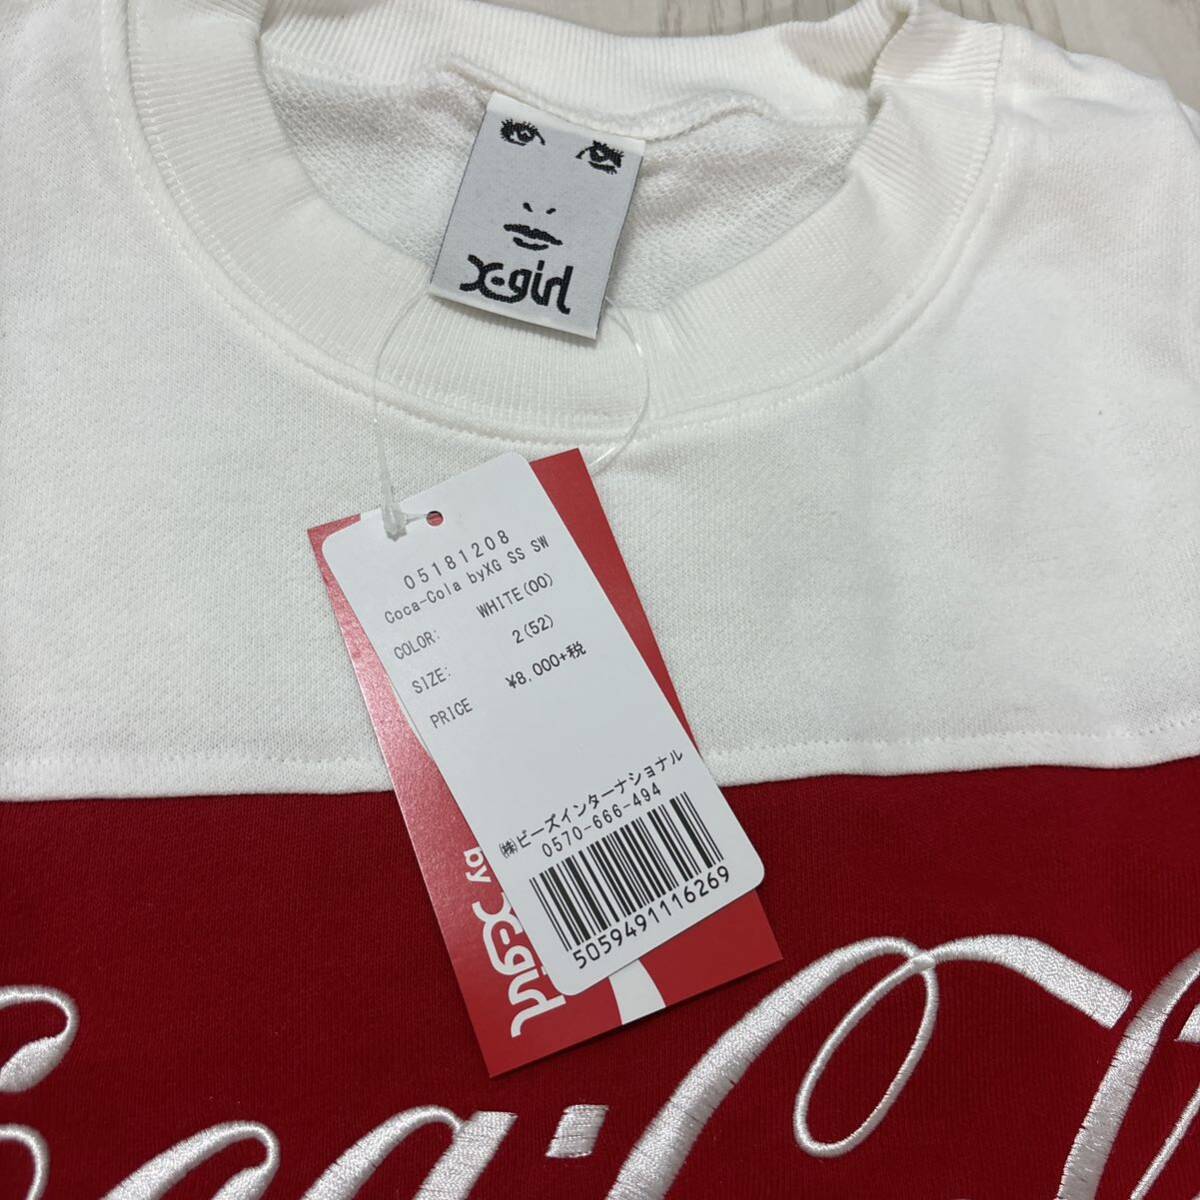 X-girl
05181208
Coca-Cola byXG SS SW
COLOR: WHITE(00)
SIZE: 2(52)
PRICE ¥8,000+税
㈱ビーズインターナショナル
0570-666-494
5059491116269
by
X-girl
Coca-C